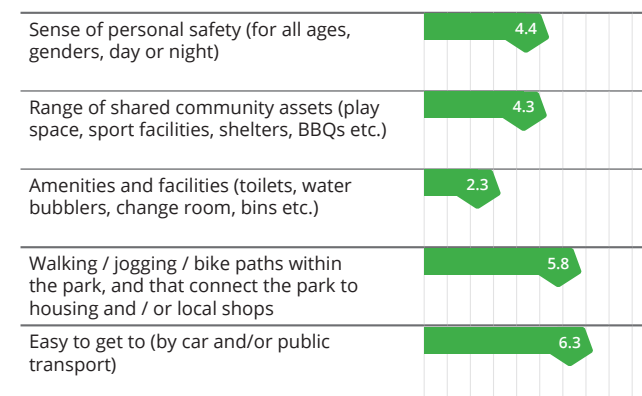 Sense of personal safety (for all ages,
genders, day or night)
4.4
Range of shared community assets (play
space, sport facilities, shelters, BBQs etc.)
4.3
Amenities and facilities (toilets, water
bubblers, change room, bins etc.)
2.3
Walking / jogging / bike paths within
the park, and that connect the park to
housing and / or local shops
5.8
Easy to get to (by car and/or public
transport)
6.3